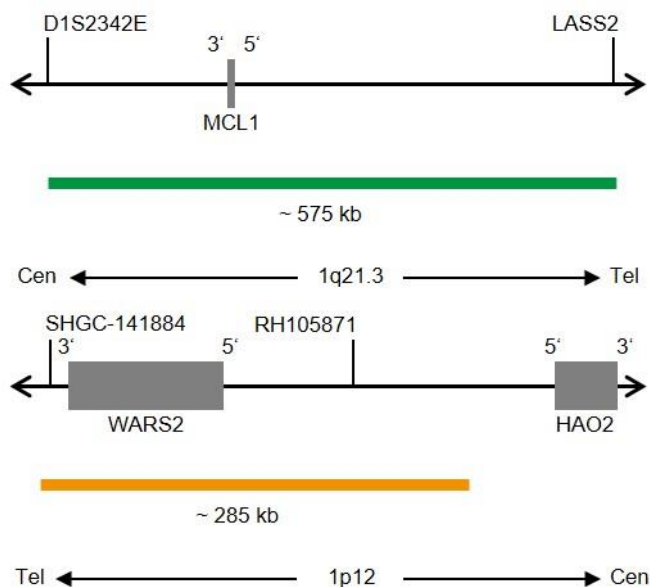 D1S2342E LASS2
3‘ 5‘
MCL1
~ 575 kb
Cen 1q21.3 Tel
SHGC-141884 RH105871
3‘ 5‘ 5‘ 3‘
WARS2 HAO2
~ 285 kb
Tel 1p12 Cen